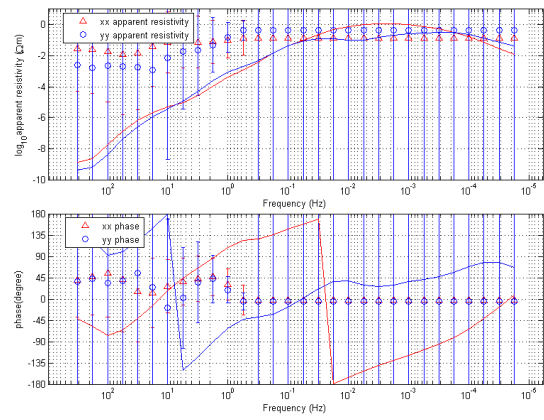 0
-2
-4
-6
-8
-10
log10 apparent resistivity (Ωm)
xx apparent resistivity
yy apparent resistivity
10^2 10^1 10^0 10^-1 10^-2 10^-3 10^-4 10^-5
Frequency (Hz)
180
135
90
45
0
-45
-90
-135
-180
phase(degree)
xx phase
yy phase
10^2 10^1 10^0 10^-1 10^-2 10^-3 10^-4 10^-5
Frequency (Hz)